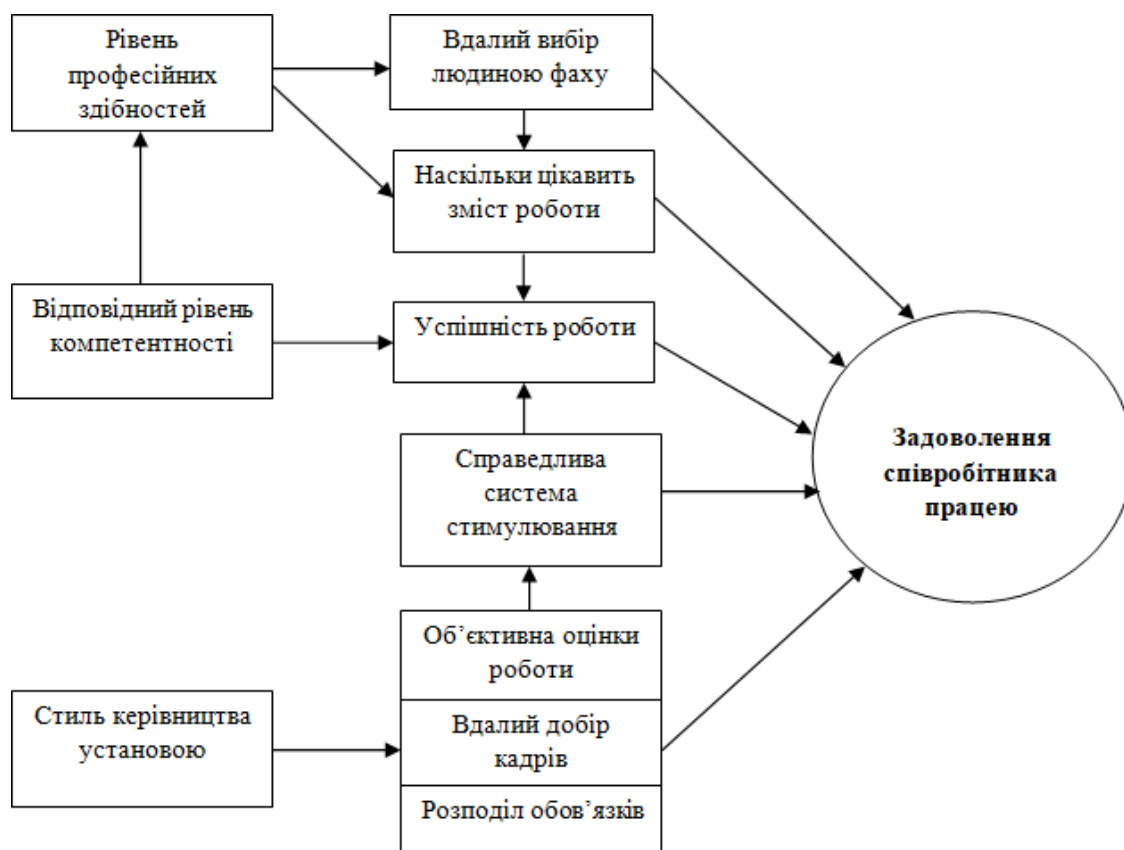 Рівень
професійних
здібностей
Вдалий вибір
людиною фаху
Наскільки цікавить
зміст роботи
Відповідний рівень
компетентності
Успішність роботи
Справедлива
система
стимулювання
Задоволення
співробітника
працею
Об’єктивна оцінки
роботи
Стиль керівництва
установою
Вдалий добір
кадрів
Розподіл обов’язків